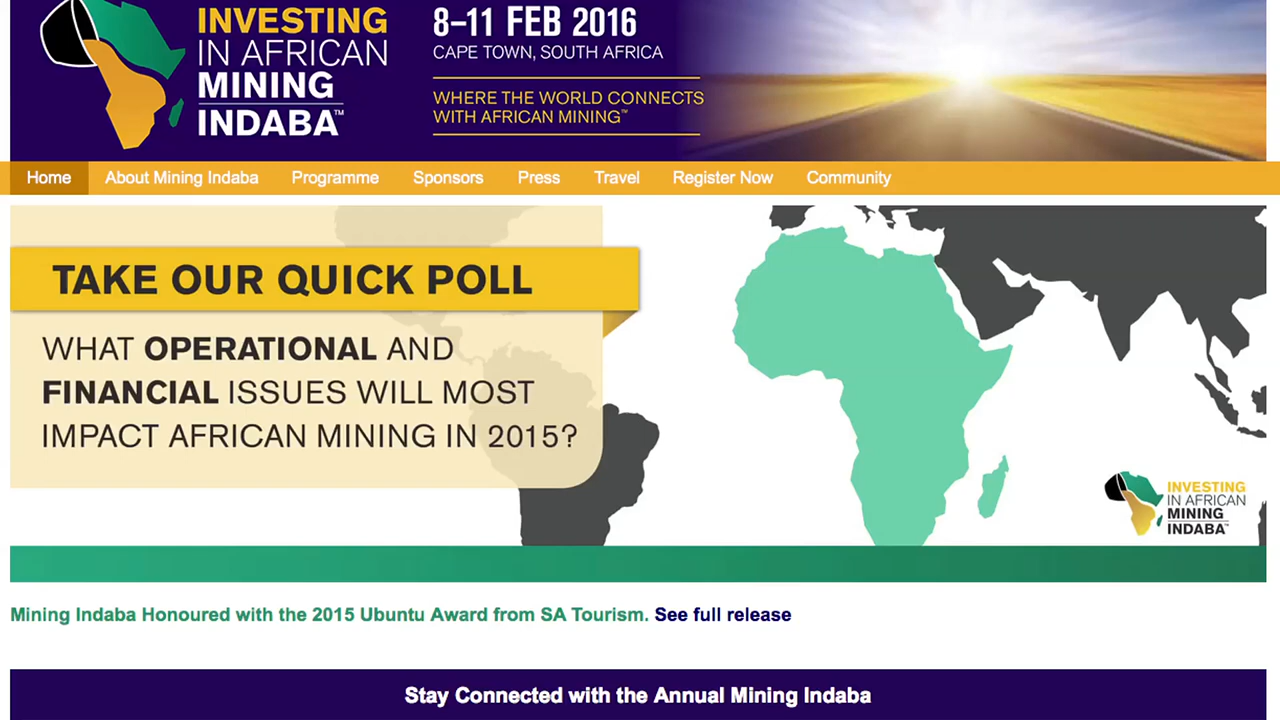 INVESTING
IN AFRICAN
MINING
INDABA™
8–11 FEB 2016
CAPE TOWN, SOUTH AFRICA
WHERE THE WORLD CONNECTS
WITH AFRICAN MINING™
Home About Mining Indaba Programme Sponsors Press Travel Register Now Community
TAKE OUR QUICK POLL
WHAT OPERATIONAL AND
FINANCIAL ISSUES WILL MOST
IMPACT AFRICAN MINING IN 2015?
INVESTING
IN AFRICAN
MINING
INDABA™
Mining Indaba Honoured with the 2015 Ubuntu Award from SA Tourism. See full release
Stay Connected with the Annual Mining Indaba